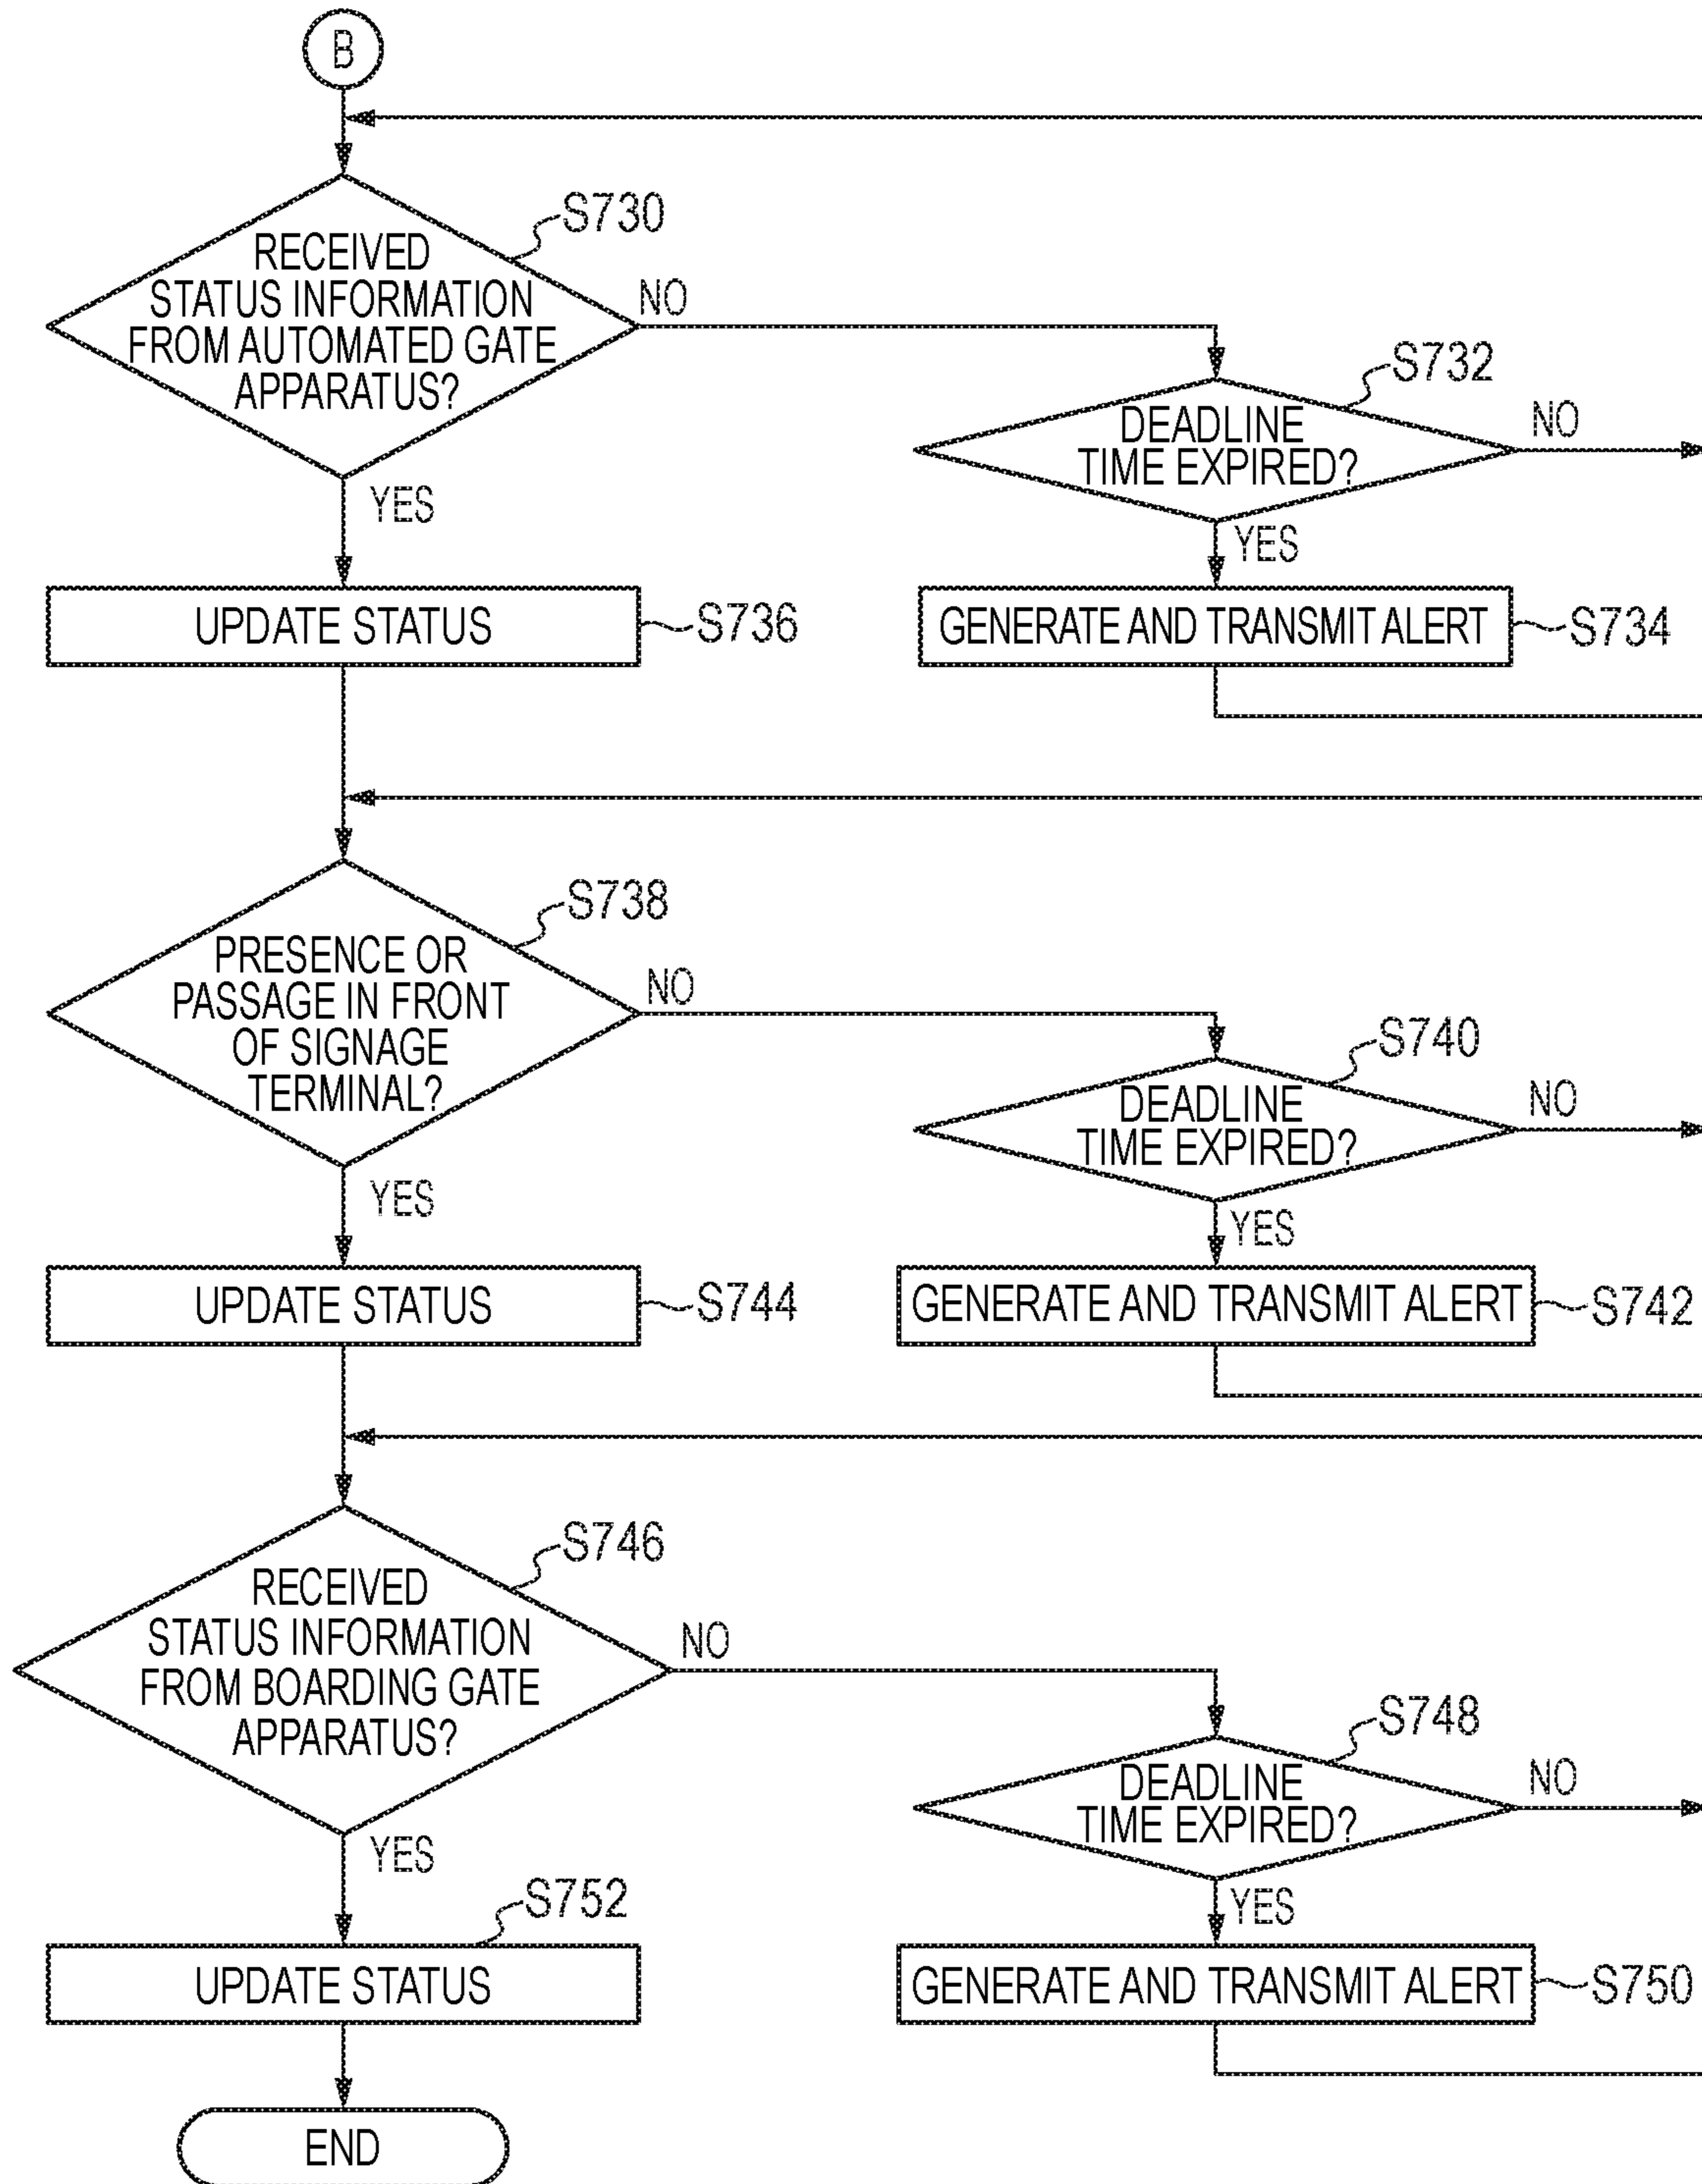 B
S730
RECEIVED
STATUS INFORMATION
FROM AUTOMATED GATE
APPARATUS?
NO
YES
S732
DEADLINE
TIME EXPIRED?
NO
YES
UPDATE STATUS
S736
GENERATE AND TRANSMIT ALERT
S734
S738
PRESENCE OR
PASSAGE IN FRONT
OF SIGNAGE
TERMINAL?
NO
YES
S740
DEADLINE
TIME EXPIRED?
NO
YES
UPDATE STATUS
S744
GENERATE AND TRANSMIT ALERT
S742
S746
RECEIVED
STATUS INFORMATION
FROM BOARDING GATE
APPARATUS?
NO
YES
S748
DEADLINE
TIME EXPIRED?
NO
YES
S752
UPDATE STATUS
GENERATE AND TRANSMIT ALERT
S750
END